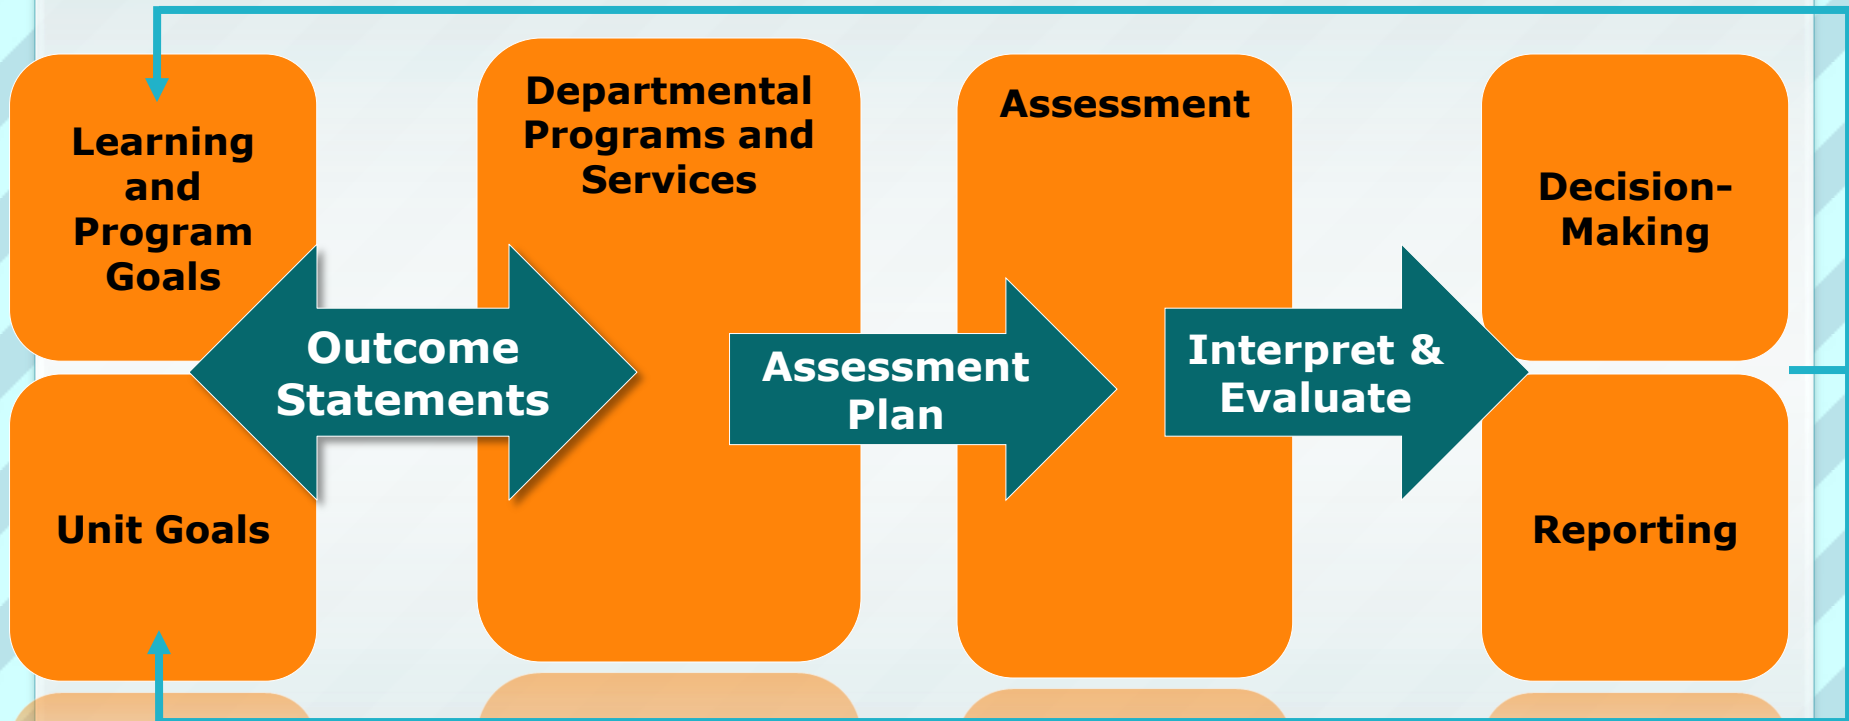 Learning
and
Program
Goals
Unit Goals
Outcome
Statements
Departmental
Programs and
Services
Assessment
Plan
Assessment
Interpret &
Evaluate
Decision-
Making
Reporting